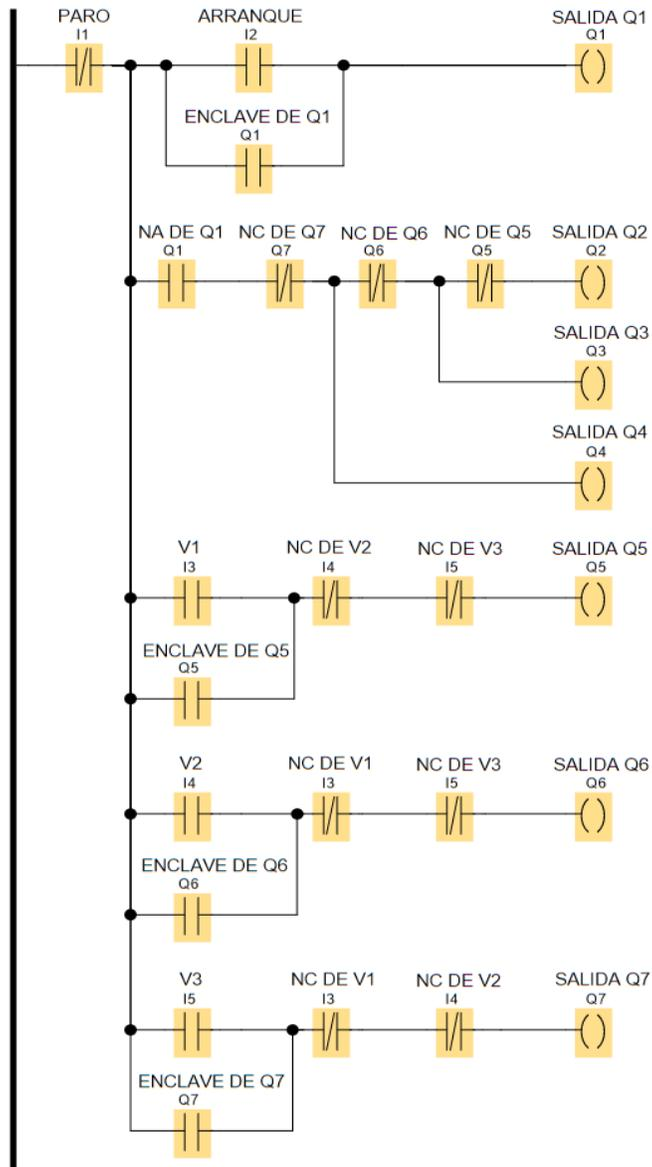 PARO ARRANQUE SALIDA Q1
I1 I2 Q1
ENCLAVE DE Q1
Q1
NA DE Q1 NC DE Q7 NC DE Q6 NC DE Q5 SALIDA Q2
Q1 Q7 Q6 Q5 Q2
SALIDA Q3
Q3
SALIDA Q4
Q4
V1 NC DE V2 NC DE V3 SALIDA Q5
I3 I4 I5 Q5
ENCLAVE DE Q5
Q5
V2 NC DE V1 NC DE V3 SALIDA Q6
I4 I3 I5 Q6
ENCLAVE DE Q6
Q6
V3 NC DE V1 NC DE V2 SALIDA Q7
I5 I3 I4 Q7
ENCLAVE DE Q7
Q7